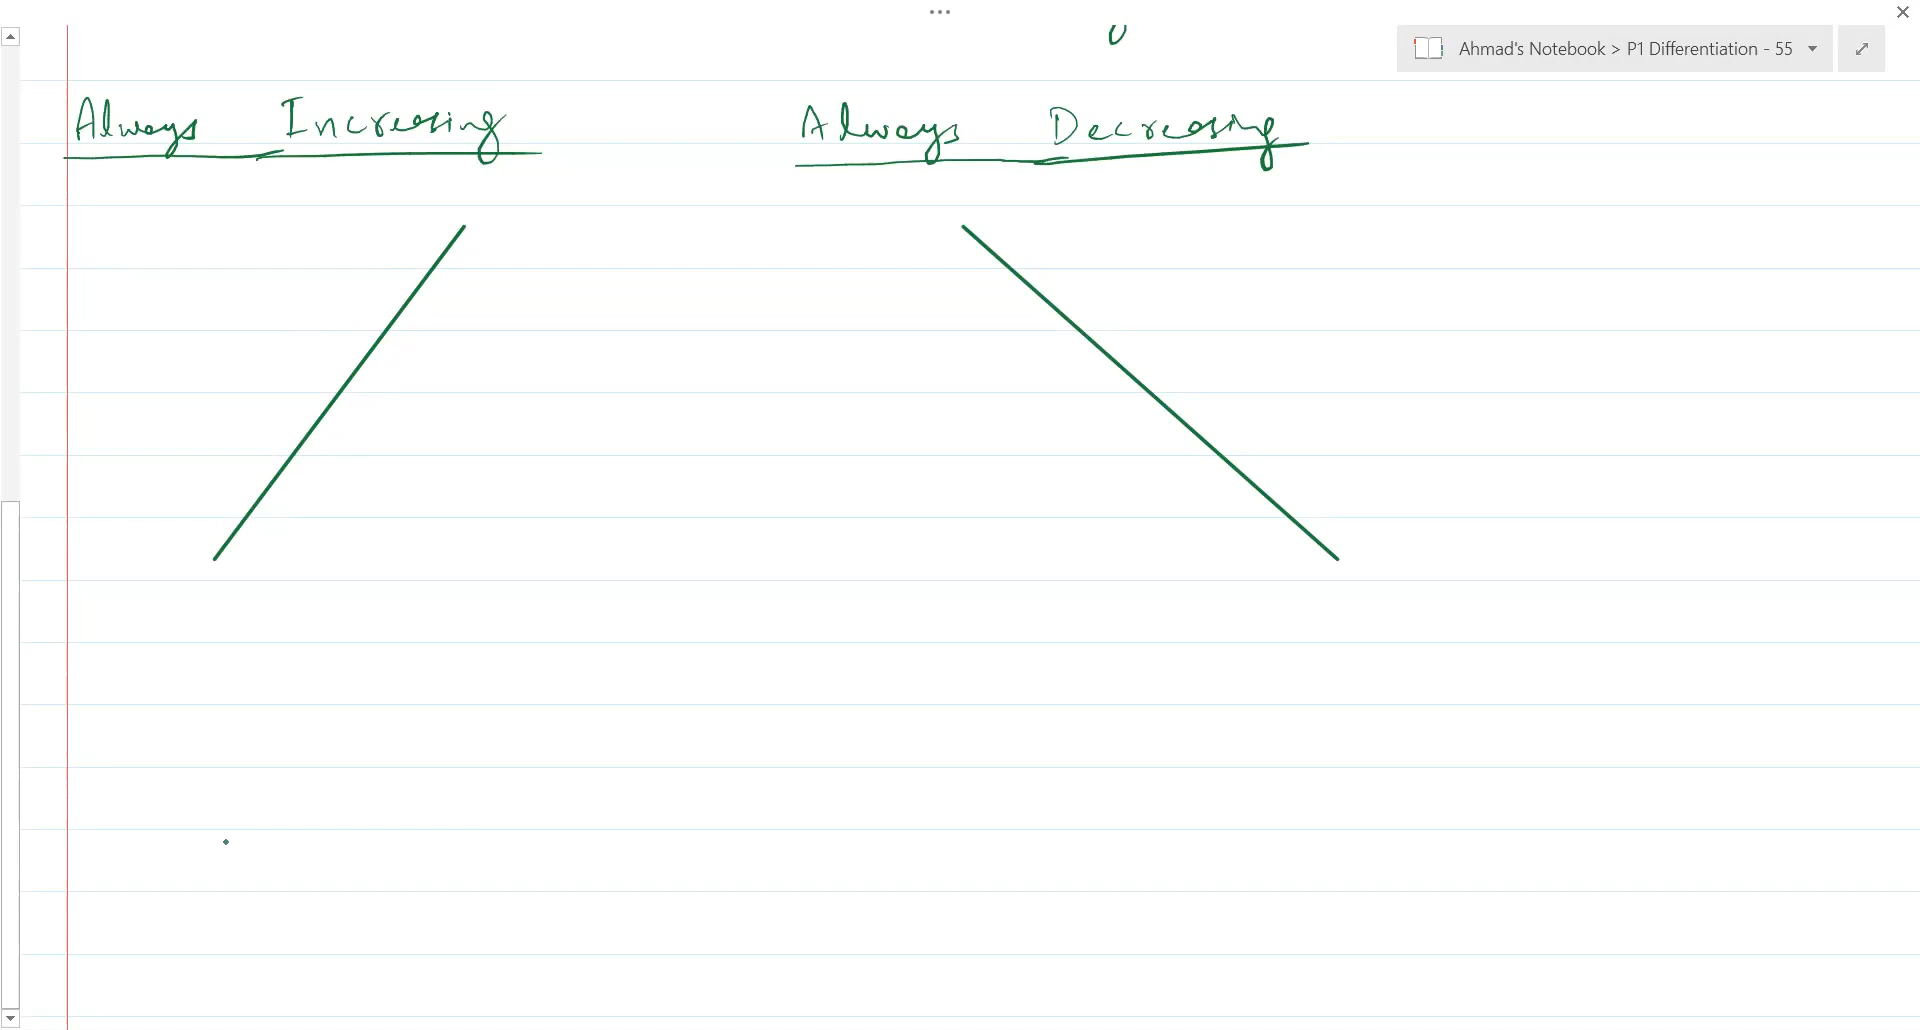 Ahmad's Notebook > P1 Differentiation - 55
Always Increasing
Always Decreasing